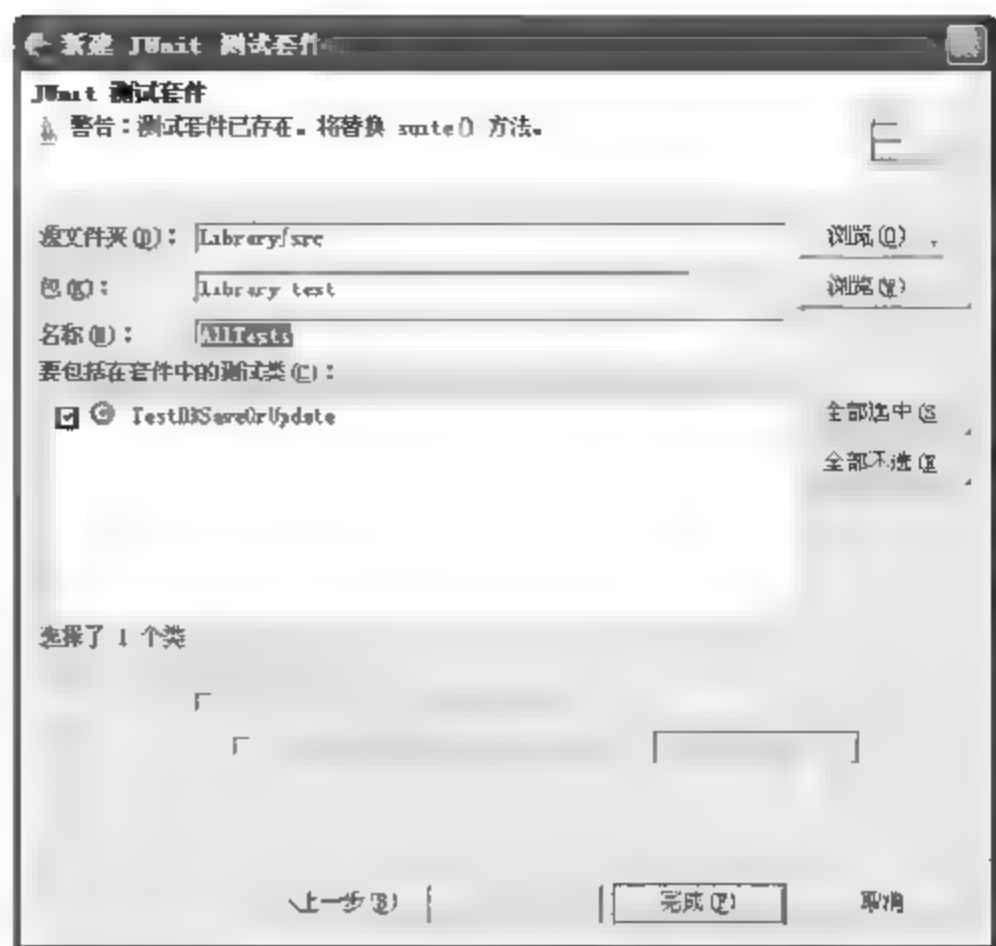 新建 JUnit 测试套件
JUnit 测试套件
警告：测试套件已存在。将替换 suite() 方法。
源文件夹(D)： Library/src 浏览(O)
包(K)： library test 浏览(W)
名称(M)： AllTests
要包括在套件中的测试类(C)：
TestDBSaveOrUpdate 全部选中(S
全部不选(E
选择了 1 个类
上一步(B) 完成(F) 取消